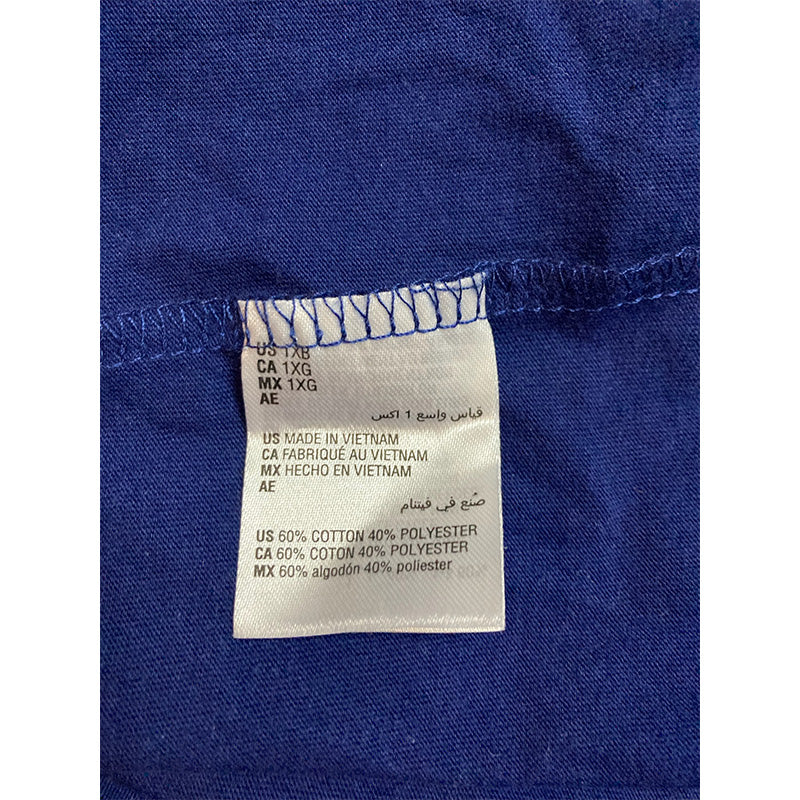 US 1XB
CA 1XG
MX 1XG
AE
قياس واسع 1 اكس
US MADE IN VIETNAM
CA FABRIQUÉ AU VIETNAM
MX HECHO EN VIETNAM
AE
صُنع في فيتنام
US 60% COTTON 40% POLYESTER
CA 60% COTON 40% POLYESTER
MX 60% algodón 40% poliester